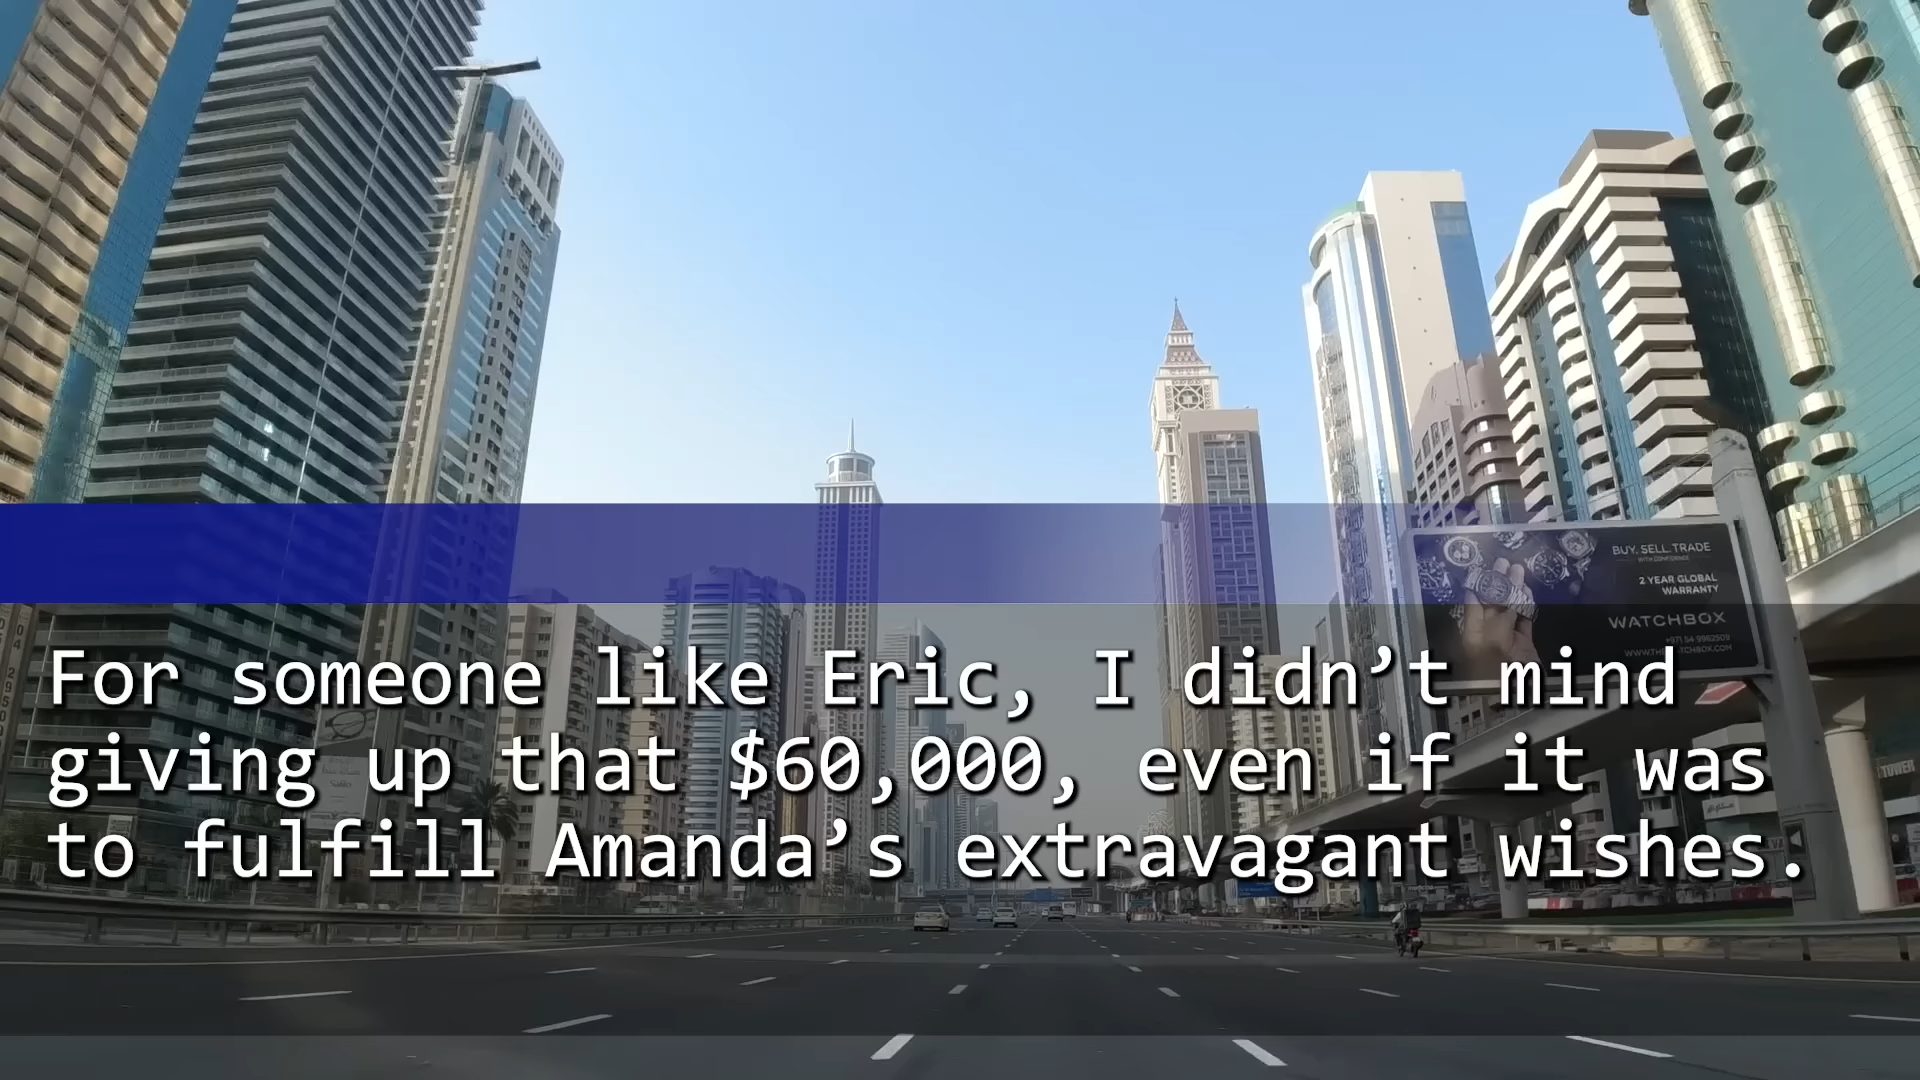 BUY. SELL. TRADE
2 YEAR GLOBAL
WARRANTY
WATCHBOX
For someone like Eric, I didn’t mind
giving up that $60,000, even if it was
to fulfill Amanda’s extravagant wishes.
TOWER